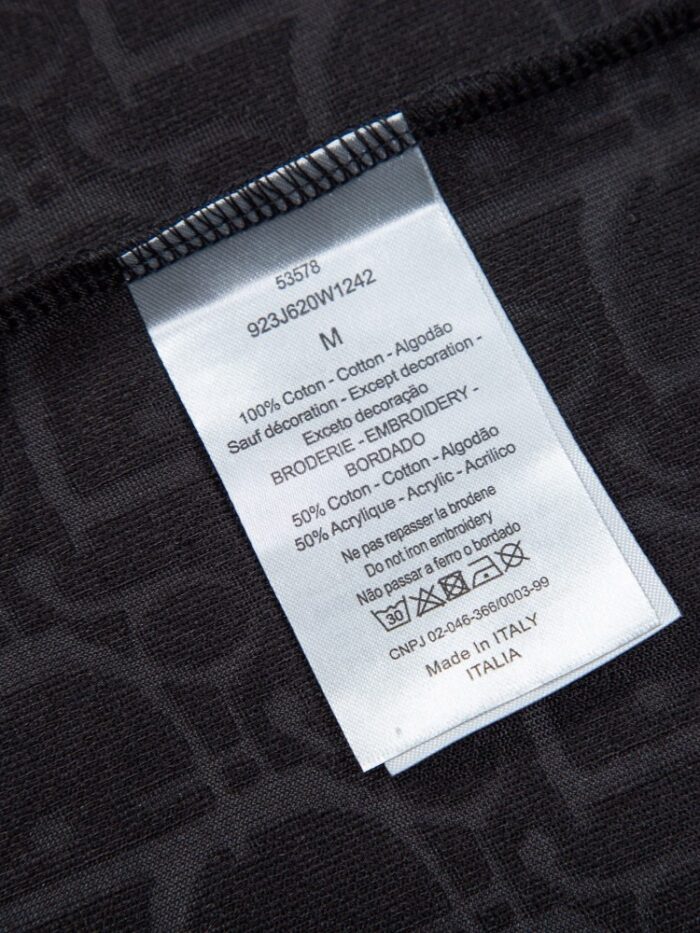 53578
923J620W1242
M
100% Coton - Cotton - Algodão
Sauf décoration - Except decoration -
Exceto decoração
BRODERIE - EMBROIDERY -
BORDADO
50% Coton - Cotton - Algodão
50% Acrylique - Acrylic - Acrilico
Ne pas repasser la broderie
Do not iron embroidery
Não passar a ferro o bordado
30
CNPJ 02-046-366/0003-99
Made In ITALY
ITALIA